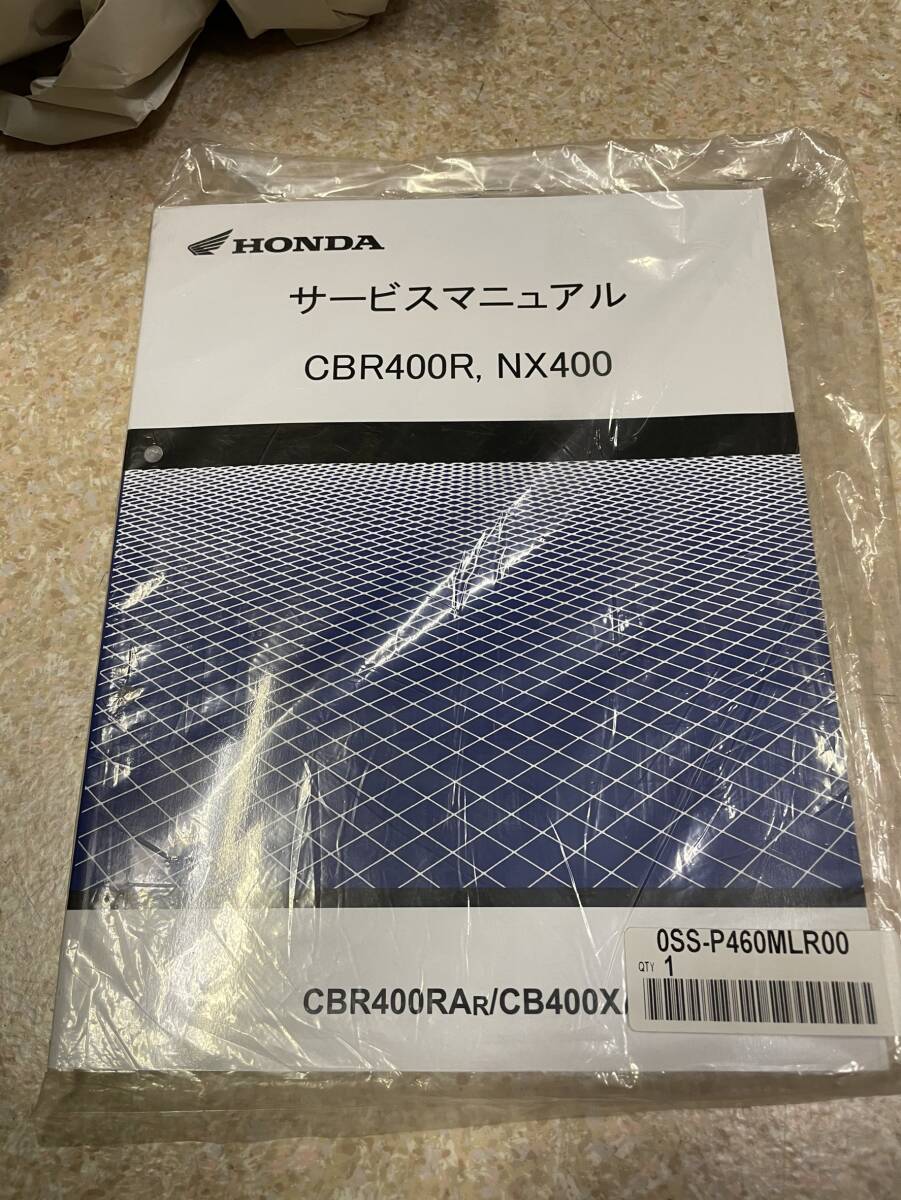 HONDA
サービスマニュアル
CBR400R, NX400
0SS-P460MLR00
QTY 1
CBR400RAR/CB400X